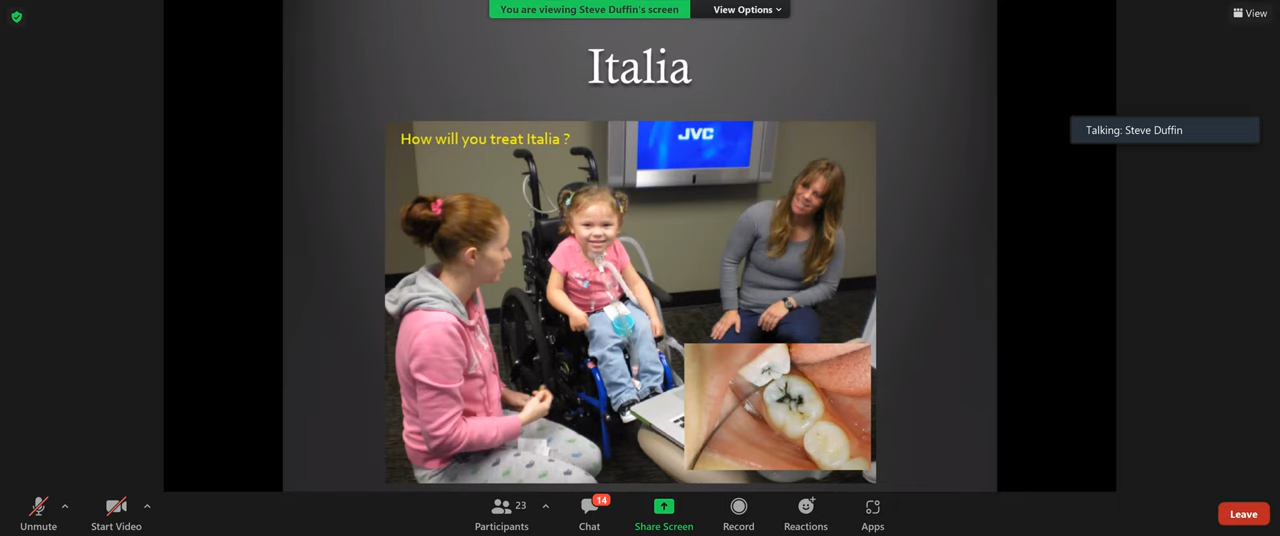 You are viewing Steve Duffin's screen
View Options
View
Italia
How will you treat Italia ?
JVC
Talking: Steve Duffin
Unmute
Start Video
23
Participants
14
Chat
Share Screen
Record
Reactions
Apps
Leave